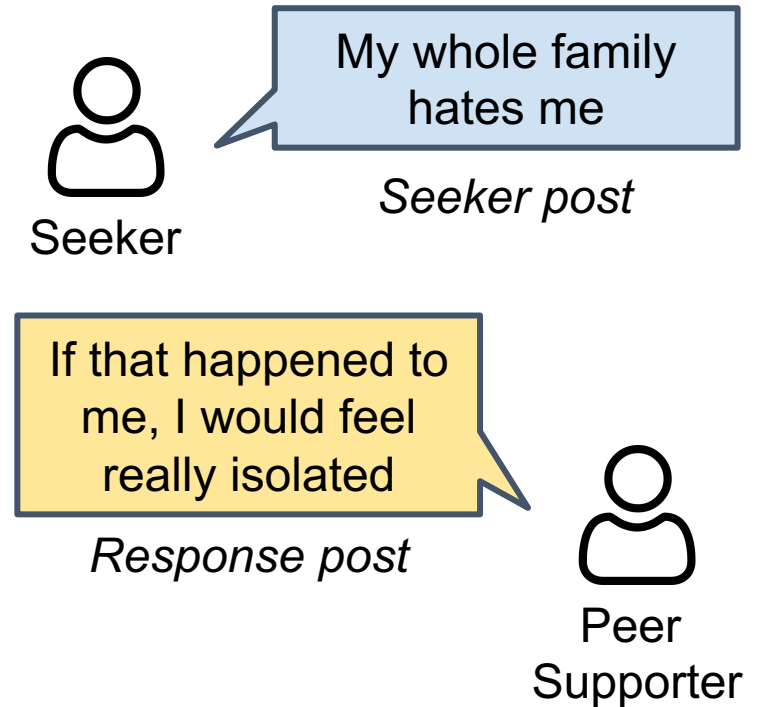 My whole family
hates me
Seeker post
Seeker
If that happened to
me, I would feel
really isolated
Response post
Peer
Supporter